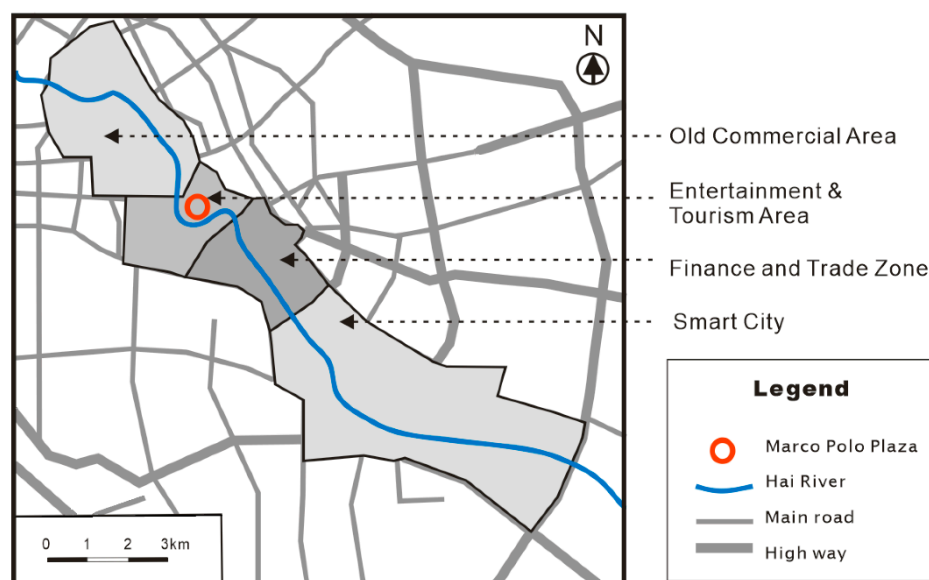 N
Old Commercial Area
Entertainment &
Tourism Area
Finance and Trade Zone
Smart City
Legend
Marco Polo Plaza
Hai River
Main road
High way
0 1 2 3km